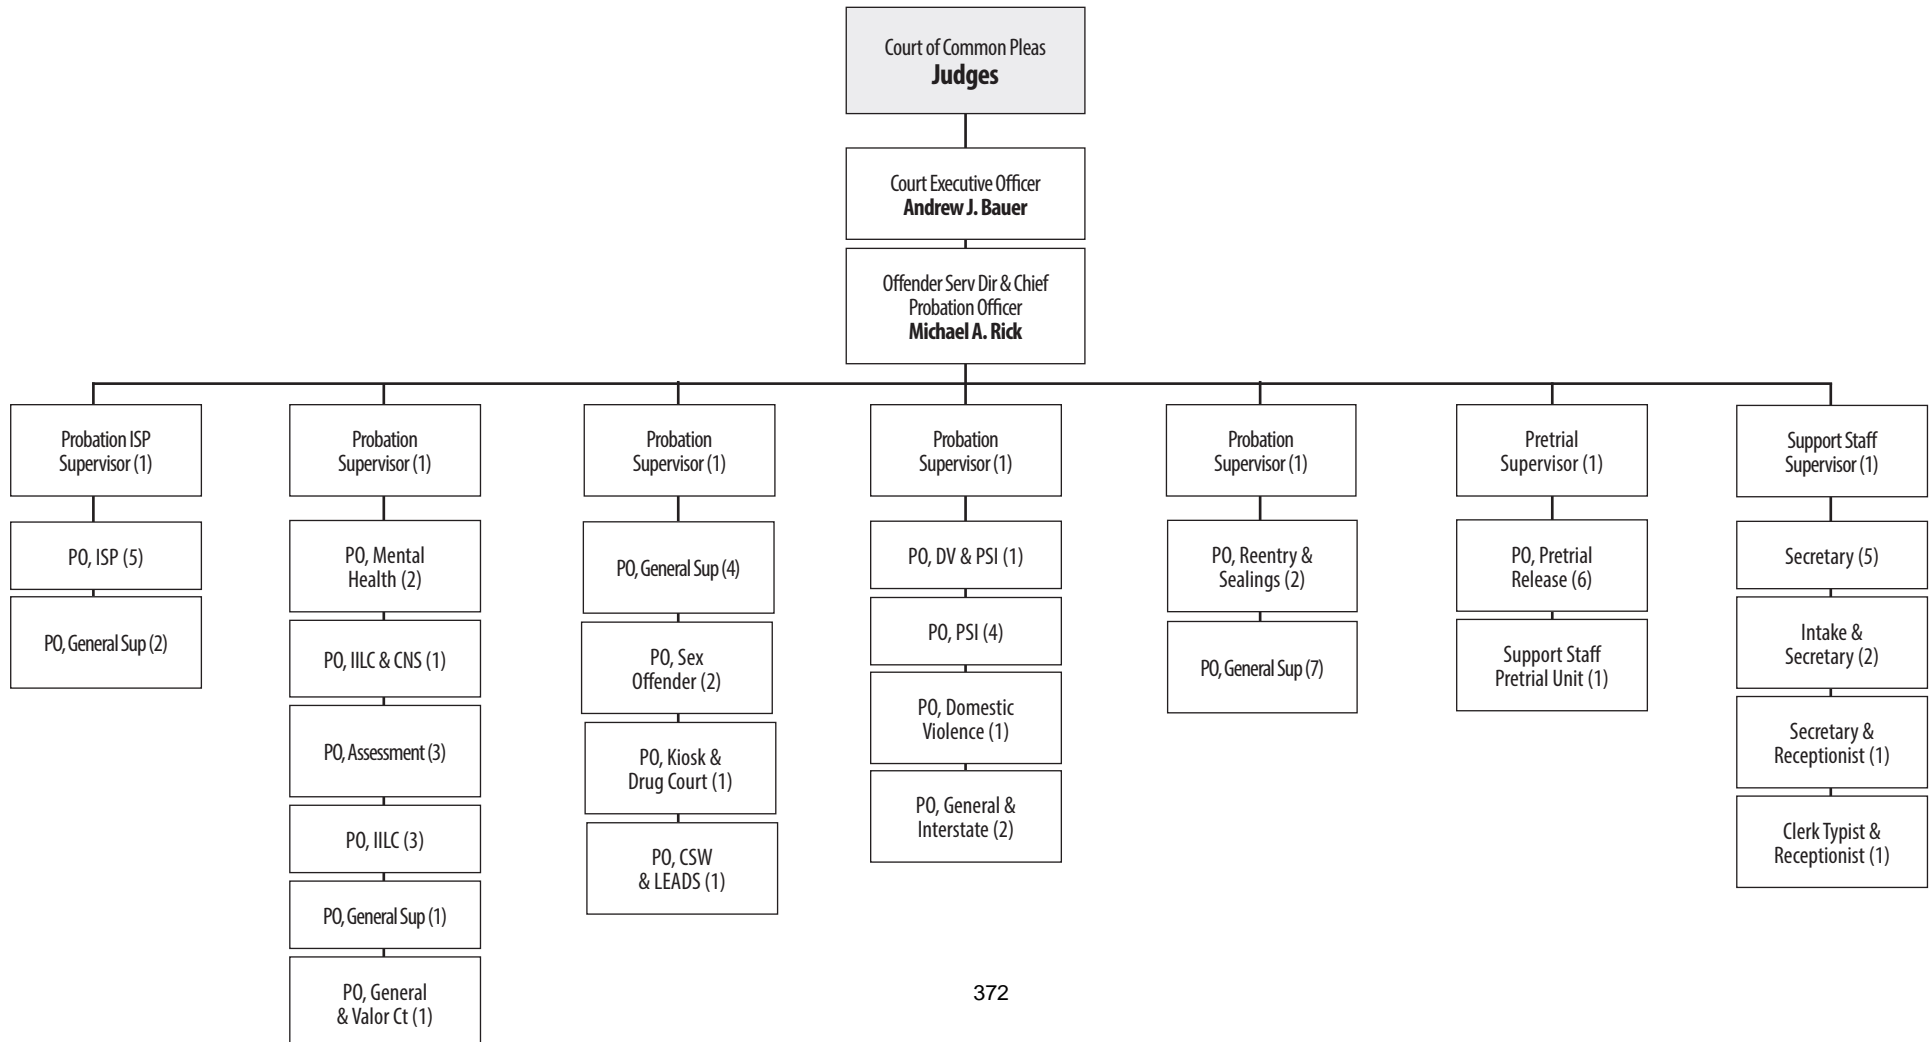 Court of Common Pleas
Judges
Court Executive Officer
Andrew J. Bauer
Offender Serv Dir & Chief
Probation Officer
Michael A. Rick
Probation ISP
Supervisor (1)
PO, ISP (5)
PO, General Sup (2)
Probation
Supervisor (1)
PO, Mental
Health (2)
PO, IILC & CNS (1)
PO, Assessment (3)
PO, IILC (3)
PO, General Sup (1)
PO, General
& Valor Ct (1)
Probation
Supervisor (1)
PO, General Sup (4)
PO, Sex
Offender (2)
PO, Kiosk &
Drug Court (1)
PO, CSW
& LEADS (1)
Probation
Supervisor (1)
PO, DV & PSI (1)
PO, PSI (4)
PO, Domestic
Violence (1)
PO, General &
Interstate (2)
Probation
Supervisor (1)
PO, Reentry &
Sealings (2)
PO, General Sup (7)
Pretrial
Supervisor (1)
PO, Pretrial
Release (6)
Support Staff
Pretrial Unit (1)
Support Staff
Supervisor (1)
Secretary (5)
Intake &
Secretary (2)
Secretary &
Receptionist (1)
Clerk Typist &
Receptionist (1)
372